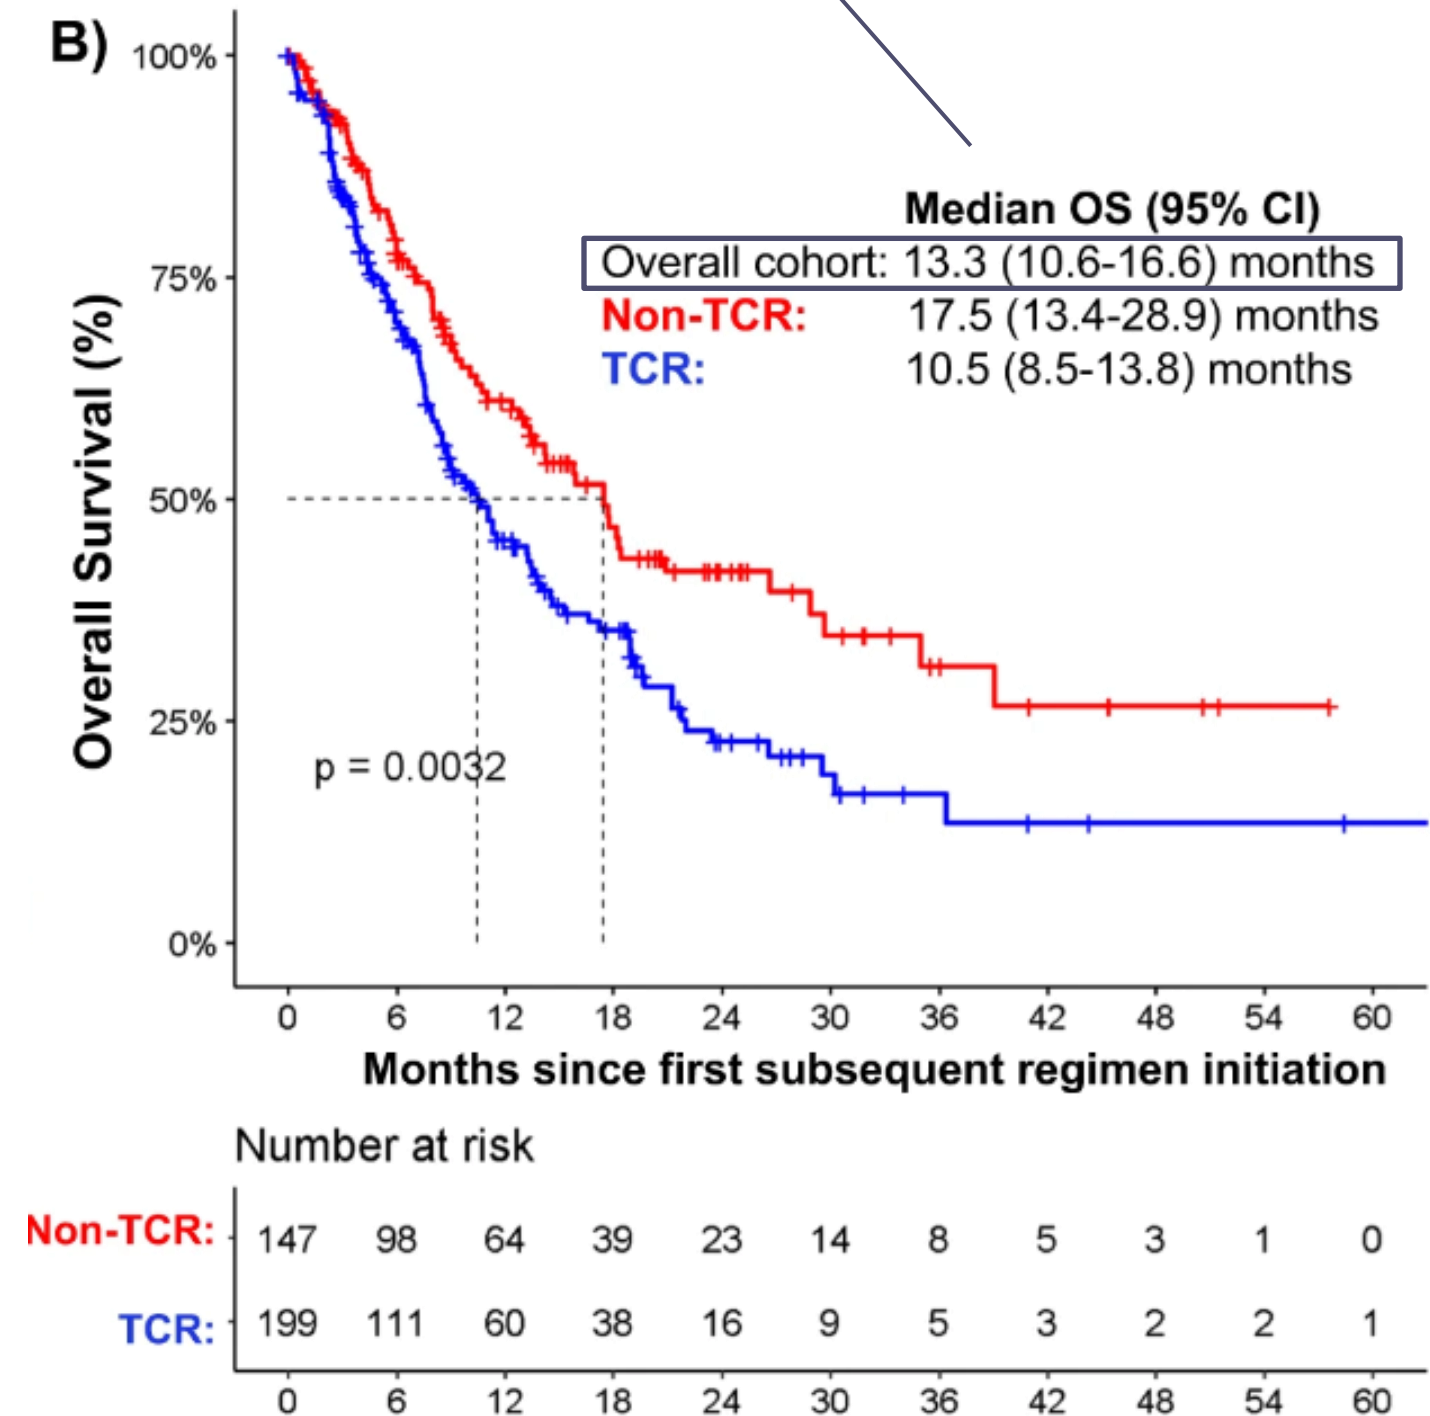 B)
100%
75%
50%
25%
0%
Overall Survival (%)
Median OS (95% CI)
Overall cohort: 13.3 (10.6-16.6) months
Non-TCR: 17.5 (13.4-28.9) months
TCR: 10.5 (8.5-13.8) months
p = 0.0032
0 6 12 18 24 30 36 42 48 54 60
Months since first subsequent regimen initiation
Number at risk
Non-TCR: 147 98 64 39 23 14 8 5 3 1 0
TCR: 199 111 60 38 16 9 5 3 2 2 1
0 6 12 18 24 30 36 42 48 54 60